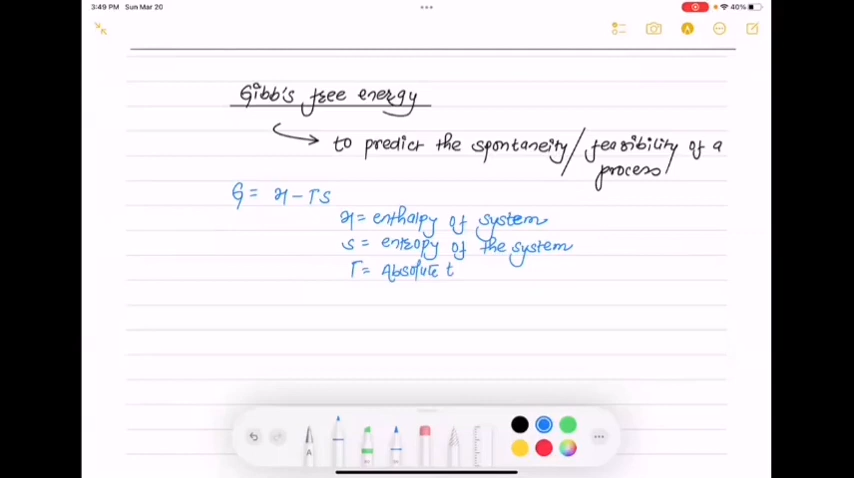 3:49 PM Sun Mar 20
40%
Gibb's free energy
to predict the spontaneity/feasibility of a
process
G = H - TS
H = enthalpy of system
S = entropy of the system
T = Absolute t
A